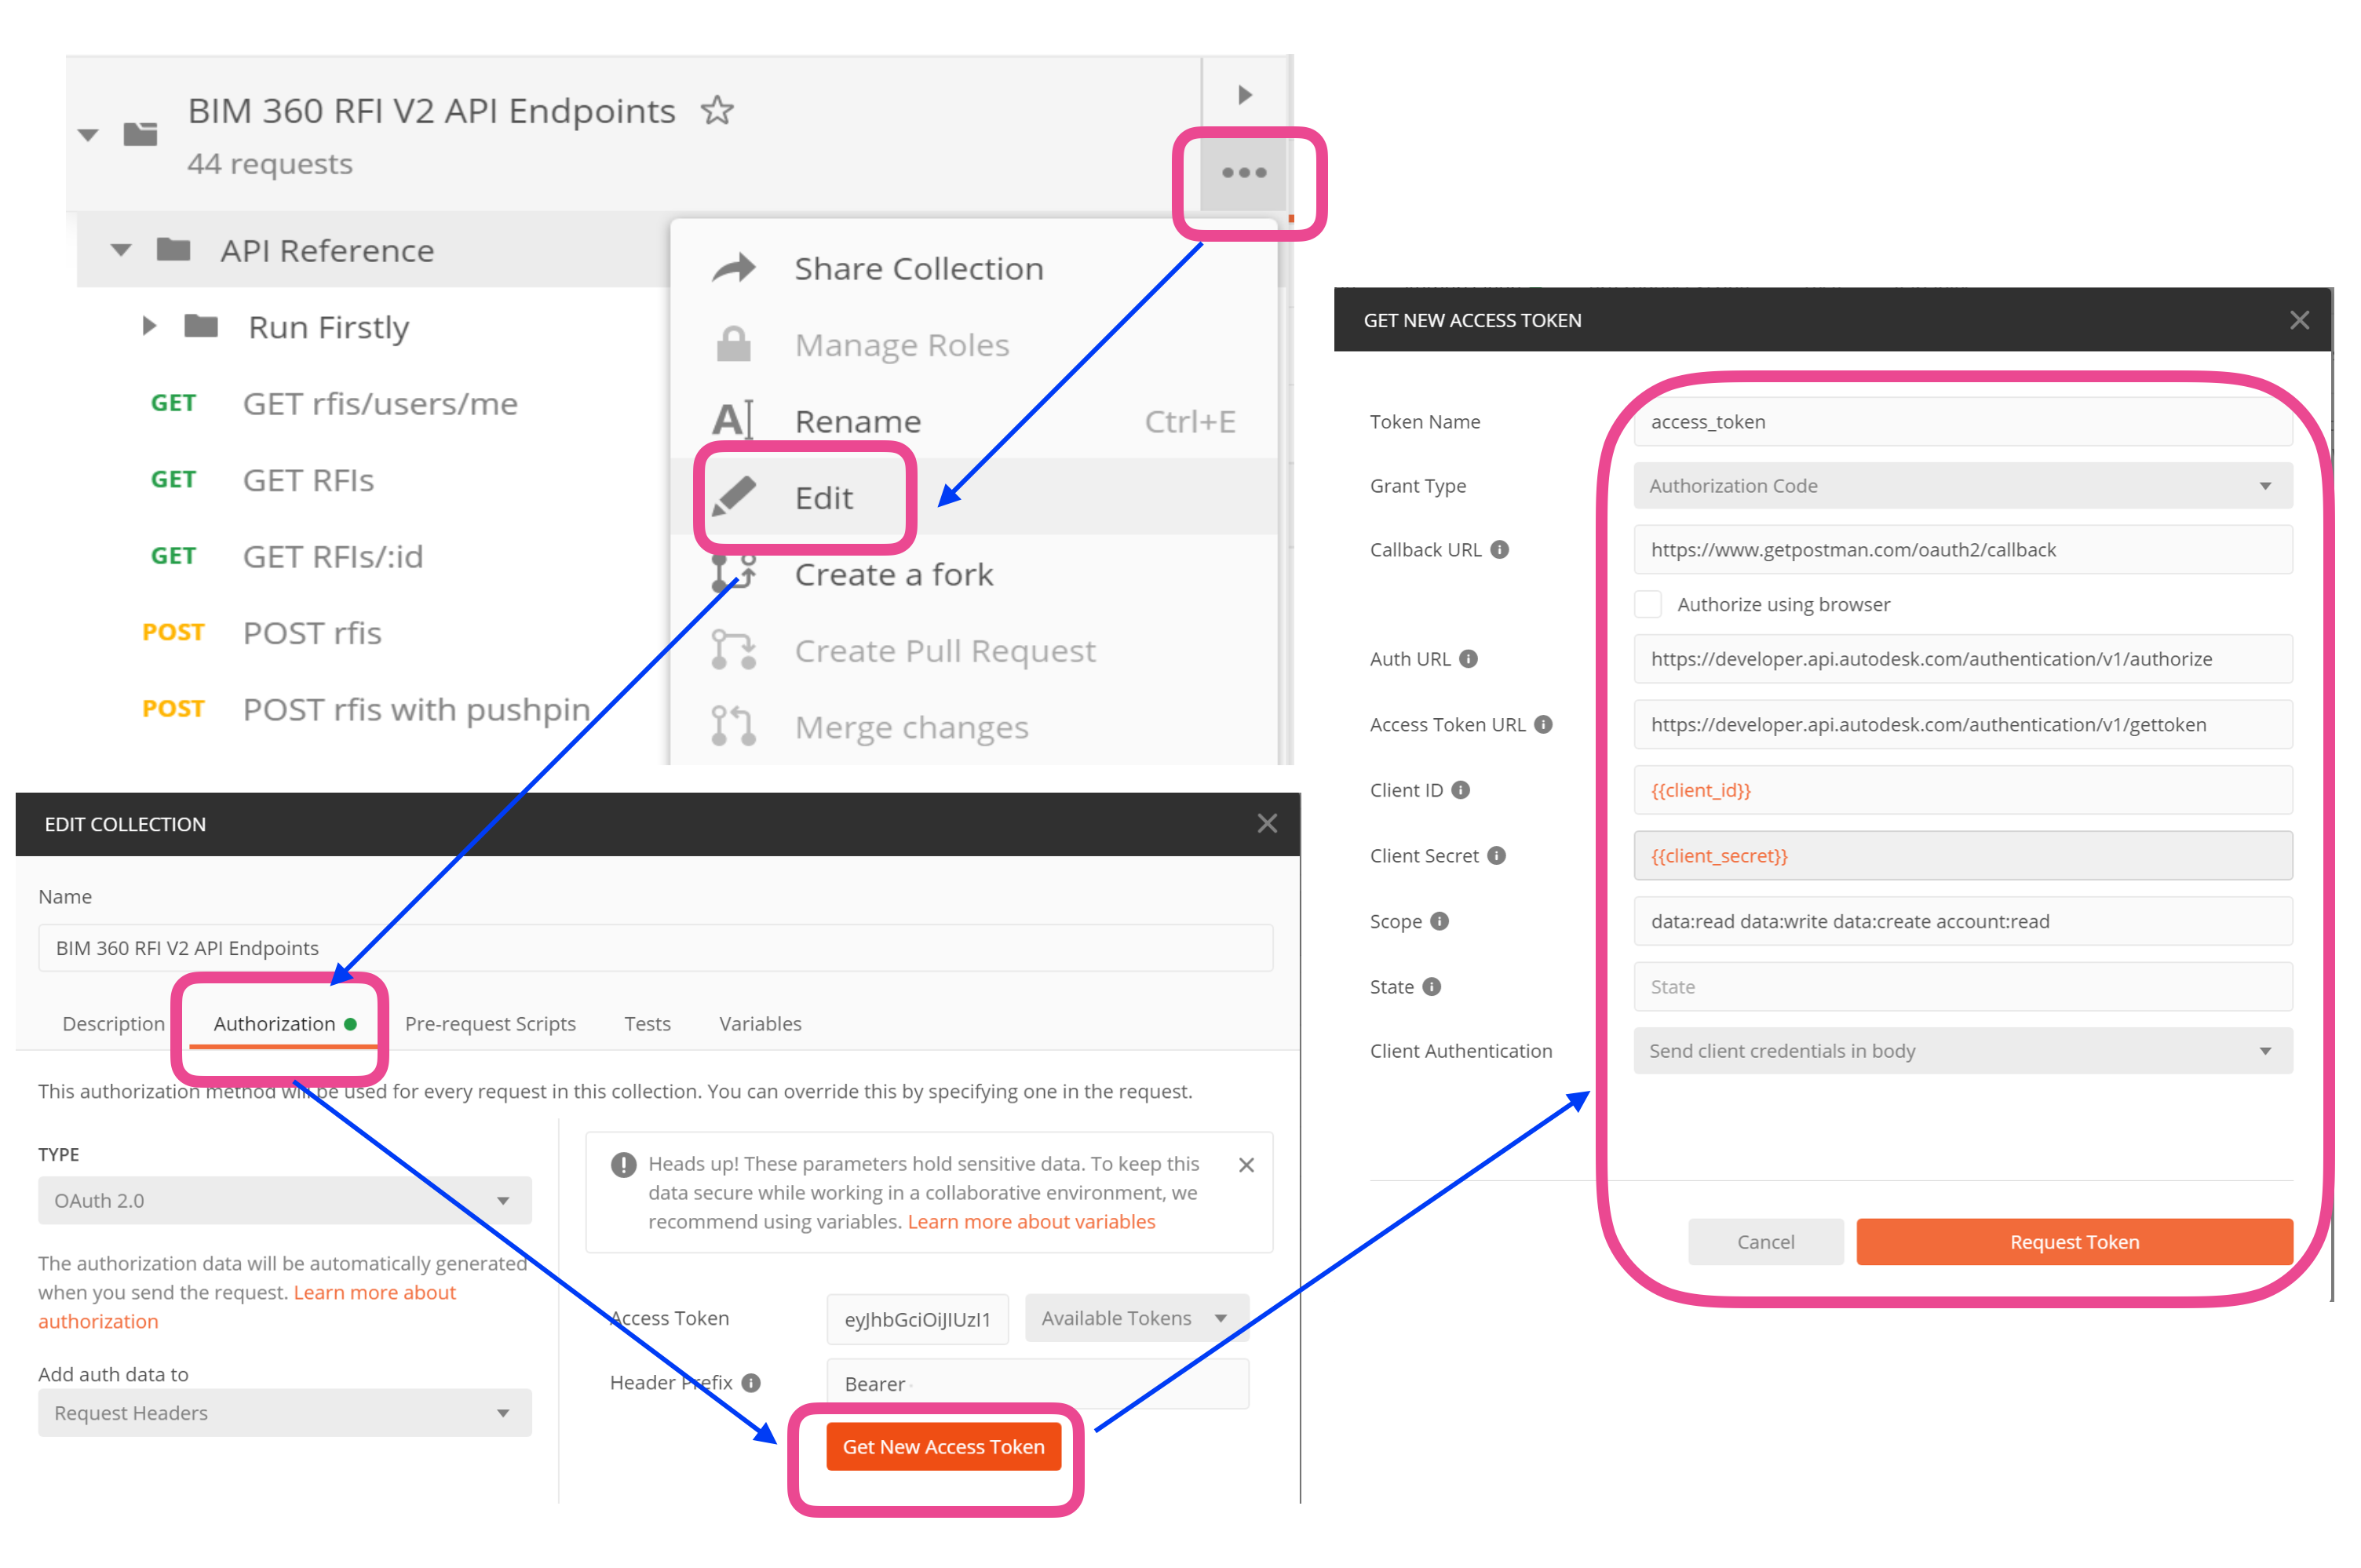 BIM 360 RFI V2 API Endpoints
44 requests
API Reference
Run Firstly
GET GET rfis/users/me
GET GET RFIs
GET GET RFIs/:id
POST POST rfis
POST POST rfis with pushpin
Share Collection
Manage Roles
Rename Ctrl+E
Edit
Create a fork
Create Pull Request
Merge changes
EDIT COLLECTION
Name
BIM 360 RFI V2 API Endpoints
Description Authorization Pre-request Scripts Tests Variables
This authorization method will be used for every request in this collection. You can override this by specifying one in the request.
TYPE
OAuth 2.0
The authorization data will be automatically generated
when you send the request. Learn more about
authorization
Add auth data to
Request Headers
Heads up! These parameters hold sensitive data. To keep this
data secure while working in a collaborative environment, we
recommend using variables. Learn more about variables
Access Token eyJhbGciOiJIUzI1 Available Tokens
Header Prefix Bearer
Get New Access Token
GET NEW ACCESS TOKEN
Token Name access_token
Grant Type Authorization Code
Callback URL https://www.getpostman.com/oauth2/callback
Authorize using browser
Auth URL https://developer.api.autodesk.com/authentication/v1/authorize
Access Token URL https://developer.api.autodesk.com/authentication/v1/gettoken
Client ID {{client_id}}
Client Secret {{client_secret}}
Scope data:read data:write data:create account:read
State State
Client Authentication Send client credentials in body
Cancel Request Token